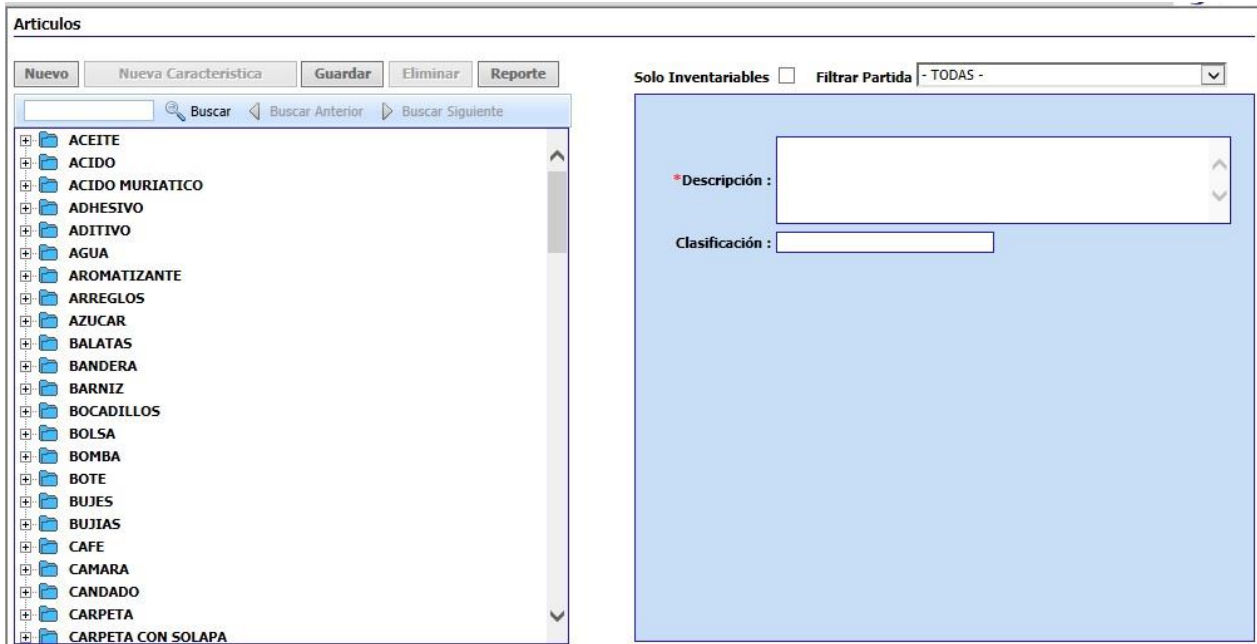 Articulos
Nuevo Nueva Caracteristica Guardar Eliminar Reporte
Solo Inventariables Filtrar Partida - TODAS -
Buscar Buscar Anterior Buscar Siguiente
ACEITE
ACIDO
ACIDO MURIATICO
ADHESIVO
ADITIVO
AGUA
AROMATIZANTE
ARREGLOS
AZUCAR
BALATAS
BANDERA
BARNIZ
BOCADILLOS
BOLSA
BOMBA
BOTE
BUJES
BUJIAS
CAFE
CAMARA
CANDADO
CARPETA
CARPETA CON SOLAPA
*Descripción :
Clasificación :